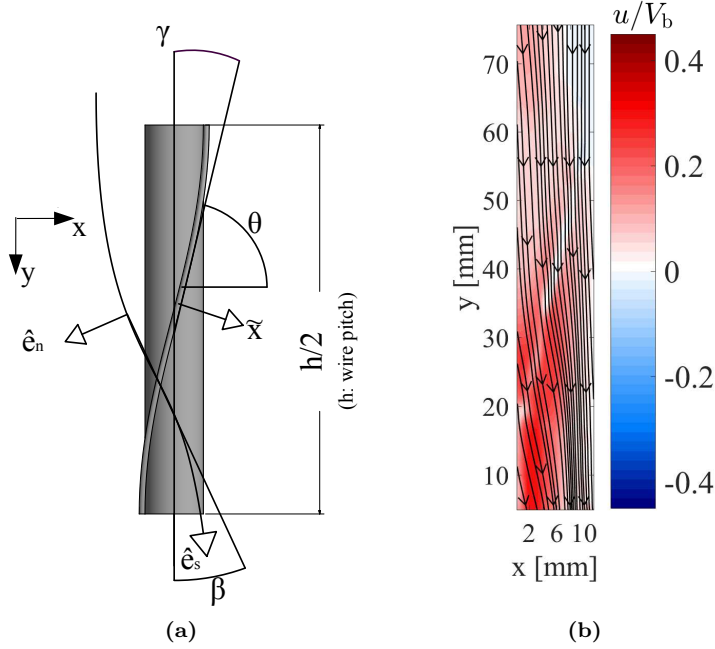 γ
θ
x
y
x̃
ê_n
h/2
(h: wire pitch)
ê_s
β
(a)
u/V_b
70
60
50
40
30
20
10
y [mm]
2 6 10
x [mm]
0.4
0.2
0
-0.2
-0.4
(b)